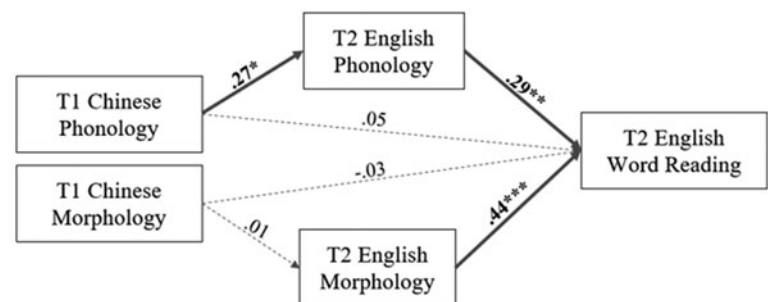 T2 English
Phonology
.27*
.29**
T1 Chinese
Phonology
.05
T2 English
Word Reading
-.03
T1 Chinese
Morphology
.01
.44***
T2 English
Morphology